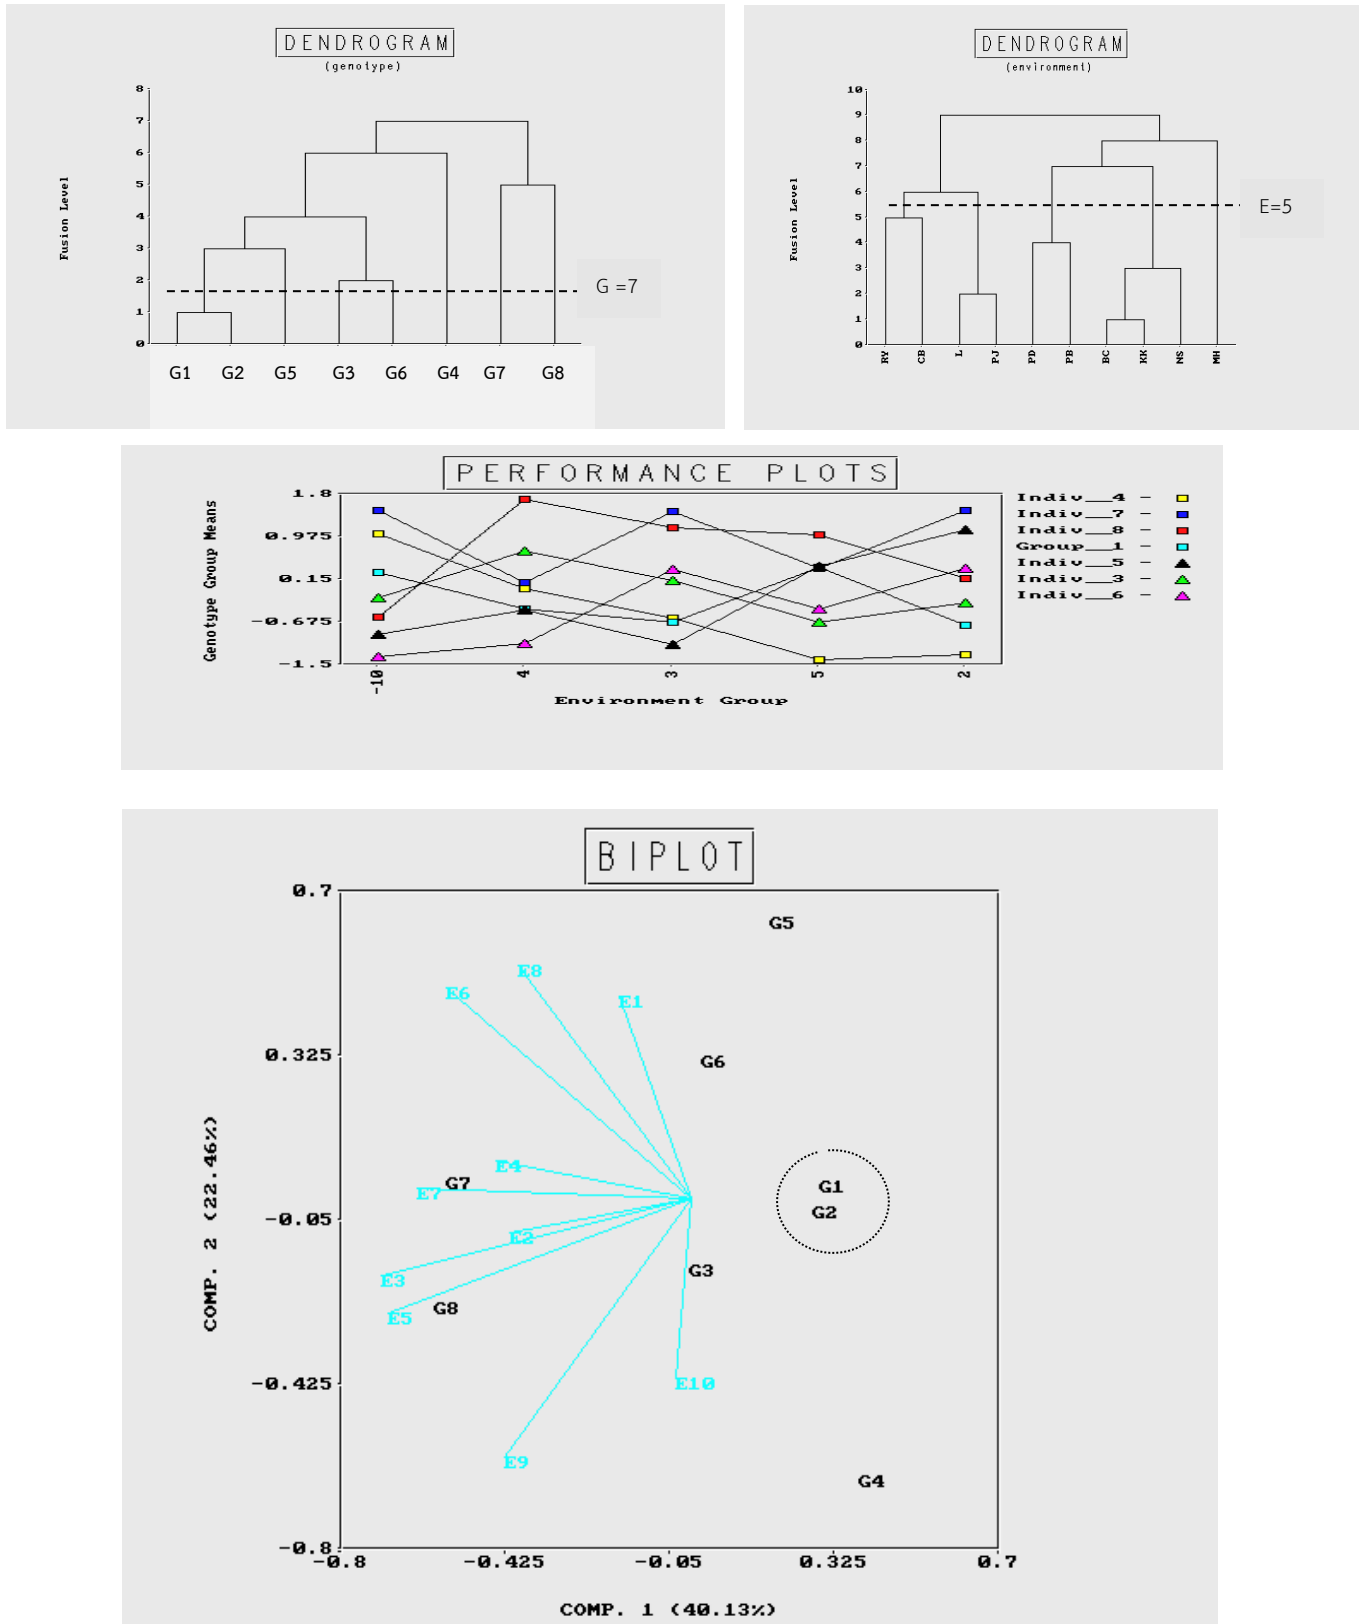 DENDROGRAM
(genotype)
Fusion Level
8
7
6
5
4
3
2
1
0
G =7
G1 G2 G5 G3 G6 G4 G7 G8
DENDROGRAM
(environment)
Fusion Level
10
9
8
7
6
5
4
3
2
1
0
E=5
RY CB L PJ PD PB BC KK NS MH
PERFORMANCE PLOTS
Genotype Group Means
1.8
0.975
0.15
-0.675
-1.5
-10 4 3 5 2
Environment Group
Indiv__4 -
Indiv__7 -
Indiv__8 -
Group__1 -
Indiv__5 -
Indiv__3 -
Indiv__6 -
BIPLOT
COMP. 2 (22.46%)
0.7
0.325
-0.05
-0.425
-0.8
G5
E8
E6
E1
G6
E4
G7
E7
G1
G2
E2
G3
E3
G8
E5
E10
E9
G4
-0.8 -0.425 -0.05 0.325 0.7
COMP. 1 (40.13%)